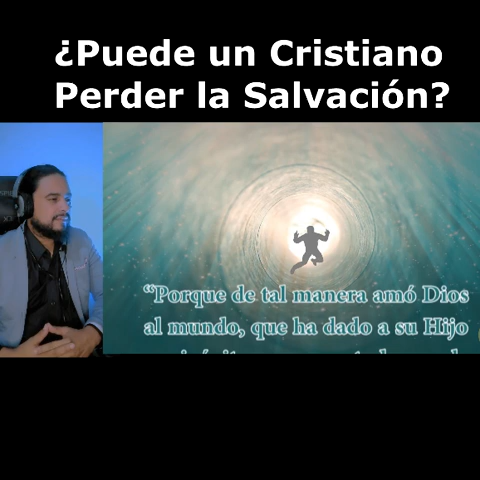 ¿Puede un Cristiano
Perder la Salvación?
“Porque de tal manera amó Dios
al mundo, que ha dado a su Hijo